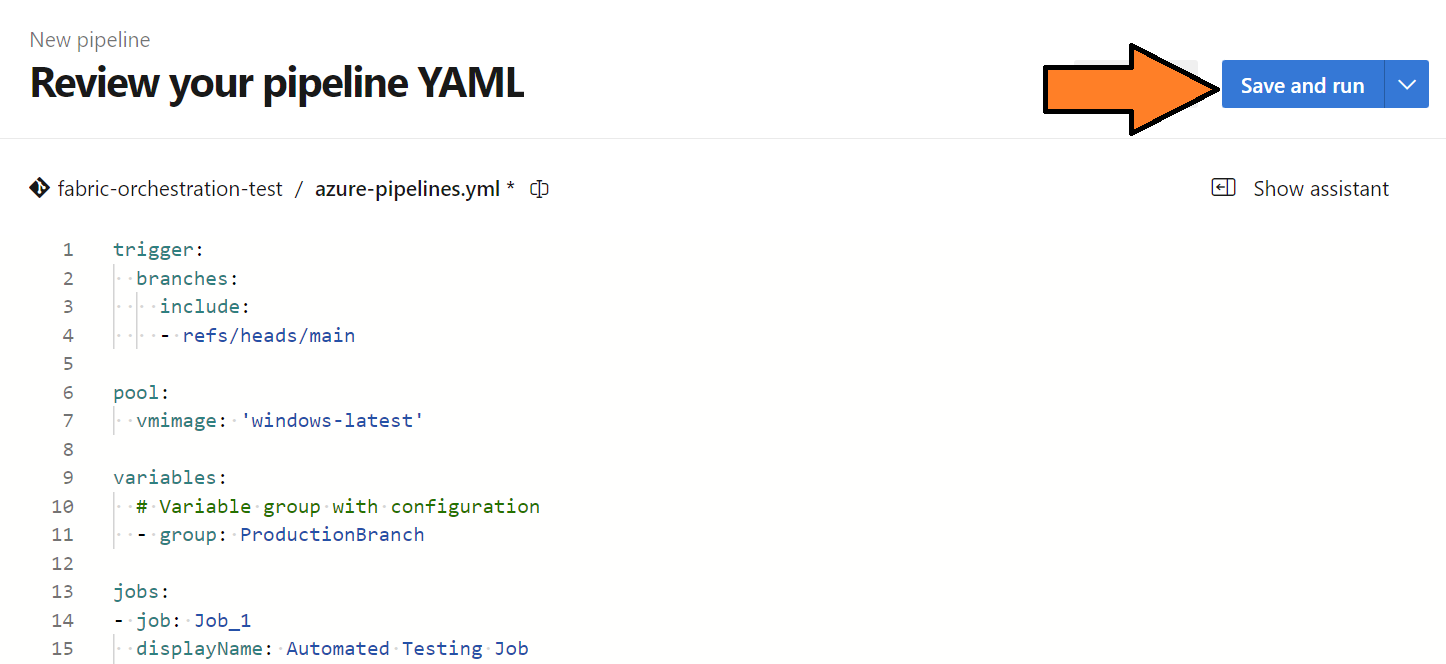 New pipeline
Review your pipeline YAML
Save and run
fabric-orchestration-test / azure-pipelines.yml *
Show assistant
1 trigger:
2 branches:
3 include:
4 - refs/heads/main
5
6 pool:
7 vmimage: 'windows-latest'
8
9 variables:
10 # Variable group with configuration
11 - group: ProductionBranch
12
13 jobs:
14 - job: Job_1
15 displayName: Automated Testing Job